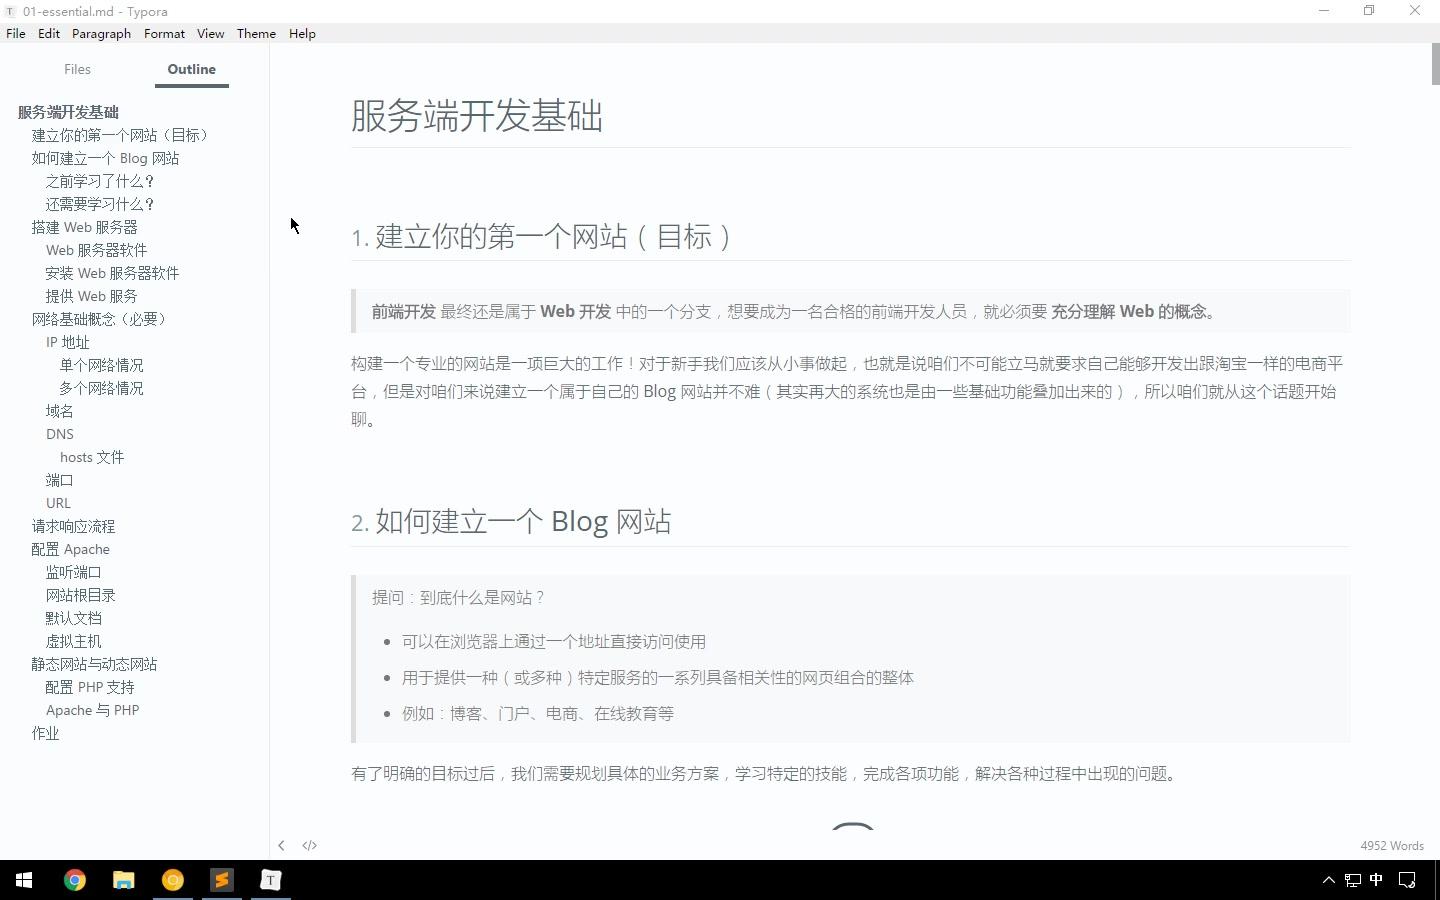 T 01-essential.md - Typora
File Edit Paragraph Format View Theme Help
Files Outline
服务端开发基础
建立你的第一个网站（目标）
如何建立一个 Blog 网站
之前学习了什么？
还需要学习什么？
搭建 Web 服务器
Web 服务器软件
安装 Web 服务器软件
提供 Web 服务
网络基础概念（必要）
IP 地址
单个网络情况
多个网络情况
域名
DNS
hosts 文件
端口
URL
请求响应流程
配置 Apache
监听端口
网站根目录
默认文档
虚拟主机
静态网站与动态网站
配置 PHP 支持
Apache 与 PHP
作业
服务端开发基础
1. 建立你的第一个网站（目标）
前端开发 最终还是属于 Web 开发 中的一个分支，想要成为一名合格的前端开发人员，就必须要 充分理解 Web 的概念。
构建一个专业的网站是一项巨大的工作！对于新手我们应该从小事做起，也就是说咱们不可能立马就要求自己能够开发出跟淘宝一样的电商平
台，但是对咱们来说建立一个属于自己的 Blog 网站并不难（其实再大的系统也是由一些基础功能叠加出来的），所以咱们就从这个话题开始
聊。
2. 如何建立一个 Blog 网站
提问：到底什么是网站？
• 可以在浏览器上通过一个地址直接访问使用
• 用于提供一种（或多种）特定服务的一系列具备相关性的网页组合的整体
• 例如：博客、门户、电商、在线教育等
有了明确的目标过后，我们需要规划具体的业务方案，学习特定的技能，完成各项功能，解决各种过程中出现的问题。
</> 4952 Words
T 中